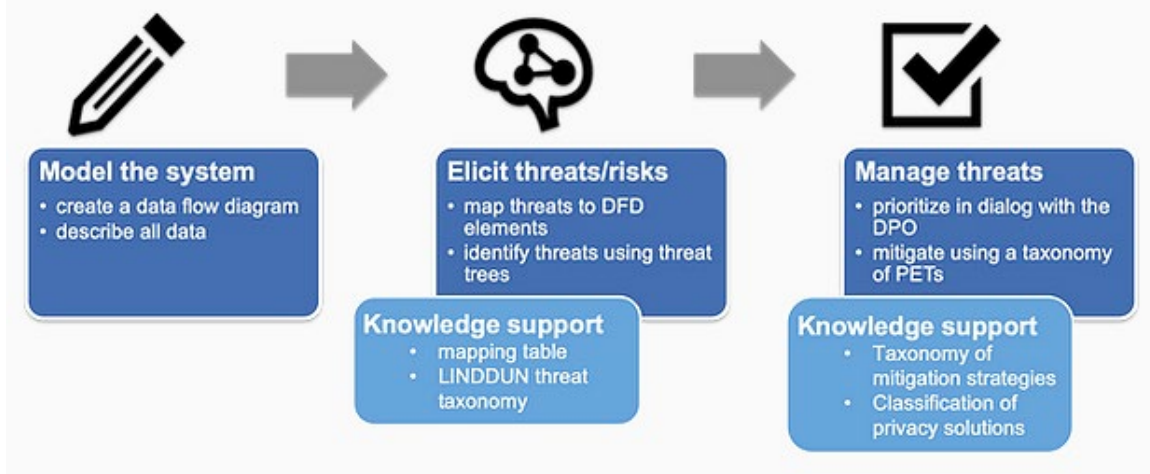 Model the system
• create a data flow diagram
• describe all data
Elicit threats/risks
• map threats to DFD
elements
• identify threats using threat
trees
Knowledge support
• mapping table
• LINDDUN threat
taxonomy
Manage threats
• prioritize in dialog with the
DPO
• mitigate using a taxonomy
of PETs
Knowledge support
• Taxonomy of
mitigation strategies
• Classification of
privacy solutions